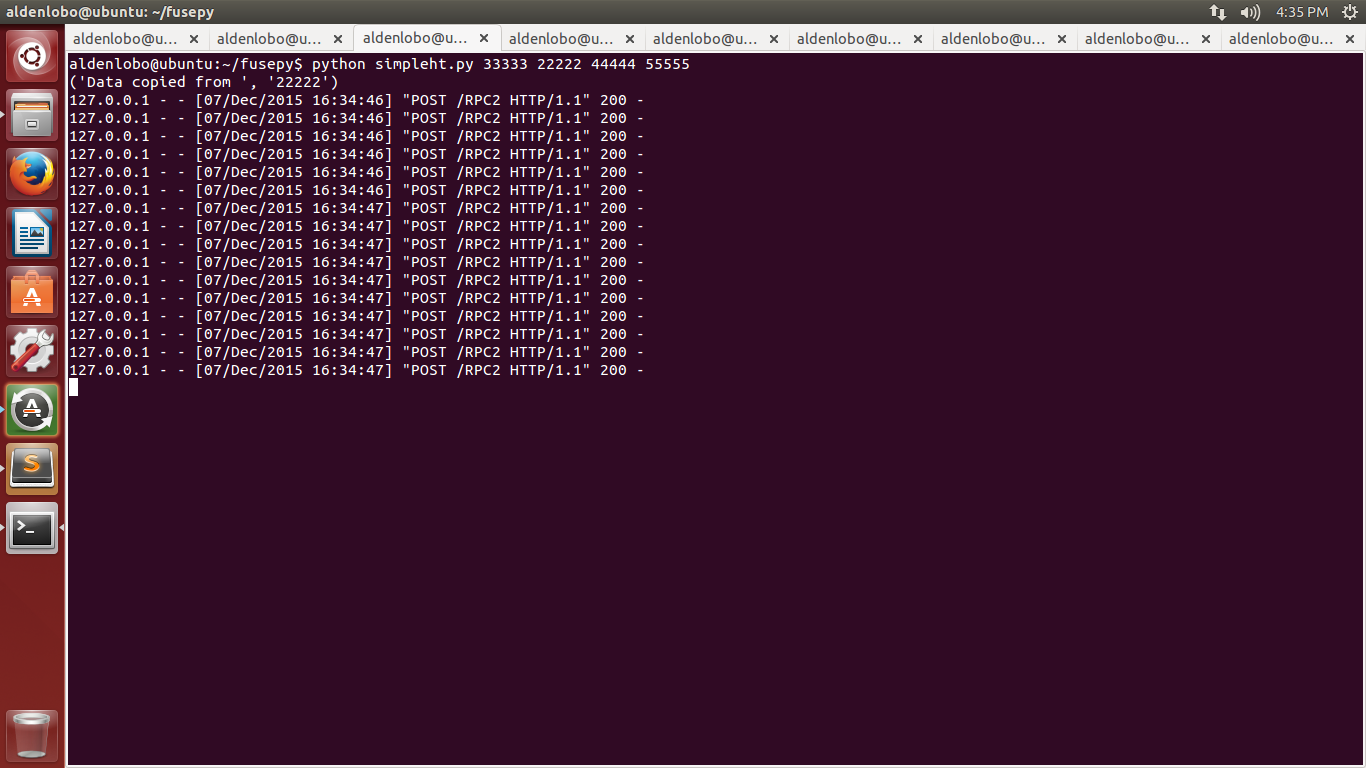 aldenlobo@ubuntu: ~/fusepy
4:35 PM
aldenlobo@u... × aldenlobo@u... × aldenlobo@u... × aldenlobo@u... × aldenlobo@u... × aldenlobo@u... × aldenlobo@u... × aldenlobo@u... × aldenlobo@u... ×
aldenlobo@ubuntu:~/fusepy$ python simpleht.py 33333 22222 44444 55555
('Data copied from ', '22222')
127.0.0.1 - - [07/Dec/2015 16:34:46] "POST /RPC2 HTTP/1.1" 200 -
127.0.0.1 - - [07/Dec/2015 16:34:46] "POST /RPC2 HTTP/1.1" 200 -
127.0.0.1 - - [07/Dec/2015 16:34:46] "POST /RPC2 HTTP/1.1" 200 -
127.0.0.1 - - [07/Dec/2015 16:34:46] "POST /RPC2 HTTP/1.1" 200 -
127.0.0.1 - - [07/Dec/2015 16:34:46] "POST /RPC2 HTTP/1.1" 200 -
127.0.0.1 - - [07/Dec/2015 16:34:46] "POST /RPC2 HTTP/1.1" 200 -
127.0.0.1 - - [07/Dec/2015 16:34:47] "POST /RPC2 HTTP/1.1" 200 -
127.0.0.1 - - [07/Dec/2015 16:34:47] "POST /RPC2 HTTP/1.1" 200 -
127.0.0.1 - - [07/Dec/2015 16:34:47] "POST /RPC2 HTTP/1.1" 200 -
127.0.0.1 - - [07/Dec/2015 16:34:47] "POST /RPC2 HTTP/1.1" 200 -
127.0.0.1 - - [07/Dec/2015 16:34:47] "POST /RPC2 HTTP/1.1" 200 -
127.0.0.1 - - [07/Dec/2015 16:34:47] "POST /RPC2 HTTP/1.1" 200 -
127.0.0.1 - - [07/Dec/2015 16:34:47] "POST /RPC2 HTTP/1.1" 200 -
127.0.0.1 - - [07/Dec/2015 16:34:47] "POST /RPC2 HTTP/1.1" 200 -
127.0.0.1 - - [07/Dec/2015 16:34:47] "POST /RPC2 HTTP/1.1" 200 -
127.0.0.1 - - [07/Dec/2015 16:34:47] "POST /RPC2 HTTP/1.1" 200 -